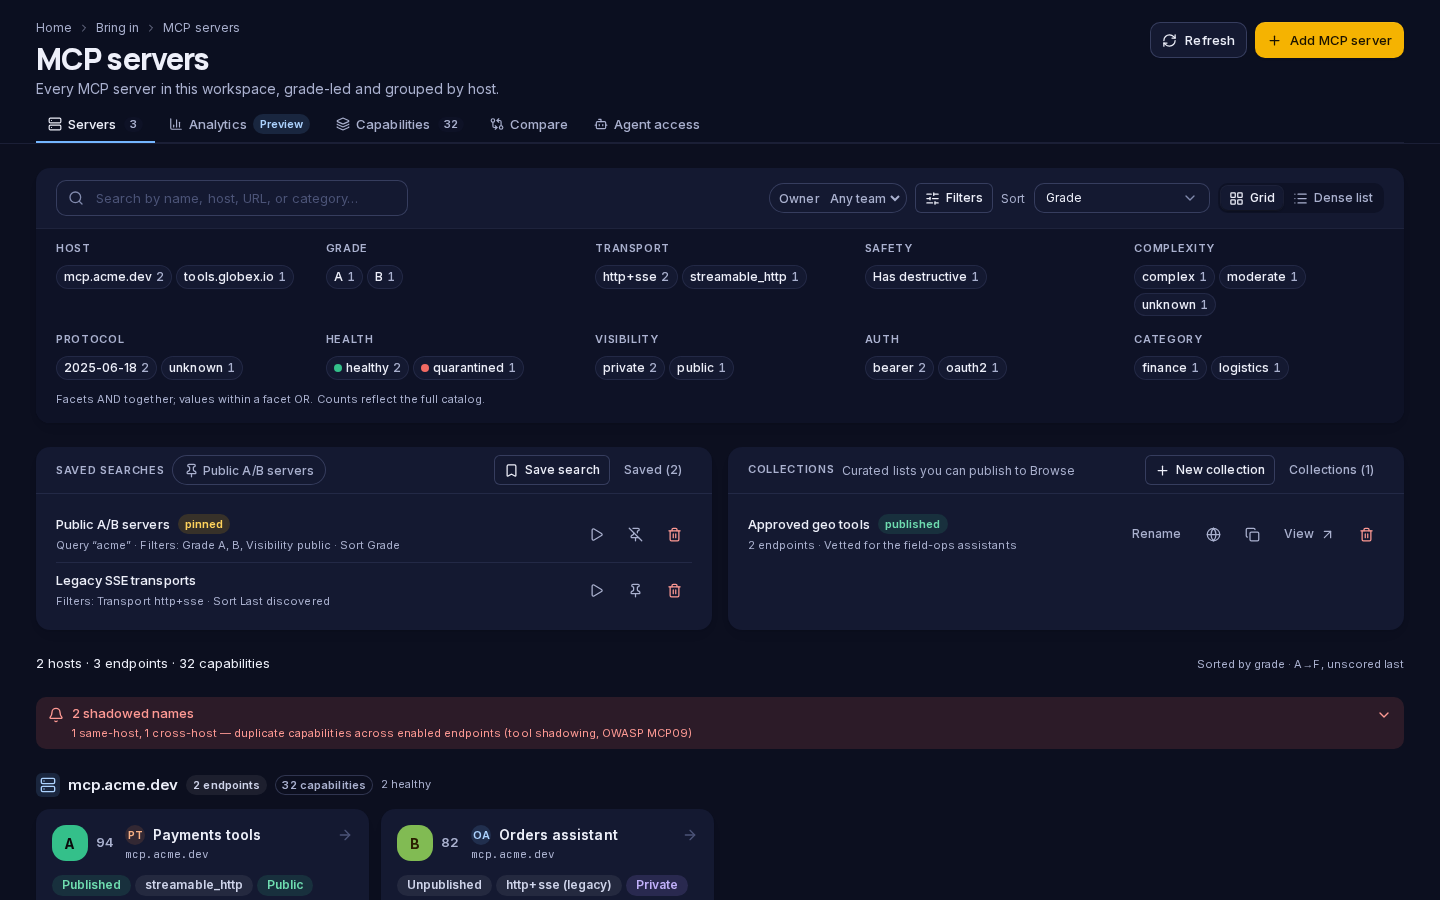 Home > Bring in > MCP servers
MCP servers
Every MCP server in this workspace, grade-led and grouped by host.
Refresh
Add MCP server
Servers 3
Analytics Preview
Capabilities 32
Compare
Agent access
Search by name, host, URL, or category…
Owner Any team
Filters
Sort
Grade
Grid
Dense list
HOST
mcp.acme.dev 2 tools.globex.io 1
GRADE
A 1 B 1
TRANSPORT
http+sse 2 streamable_http 1
SAFETY
Has destructive 1
COMPLEXITY
complex 1 moderate 1
unknown 1
PROTOCOL
2025-06-18 2 unknown 1
HEALTH
healthy 2 quarantined 1
VISIBILITY
private 2 public 1
AUTH
bearer 2 oauth2 1
CATEGORY
finance 1 logistics 1
Facets AND together; values within a facet OR. Counts reflect the full catalog.
SAVED SEARCHES
Public A/B servers
Save search
Saved (2)
Public A/B servers pinned
Query “acme” · Filters: Grade A, B, Visibility public · Sort Grade
Legacy SSE transports
Filters: Transport http+sse · Sort Last discovered
COLLECTIONS Curated lists you can publish to Browse
New collection
Collections (1)
Approved geo tools published
2 endpoints · Vetted for the field-ops assistants
Rename
View
2 hosts · 3 endpoints · 32 capabilities
Sorted by grade · A→F, unscored last
2 shadowed names
1 same-host, 1 cross-host — duplicate capabilities across enabled endpoints (tool shadowing, OWASP MCP09)
mcp.acme.dev 2 endpoints 32 capabilities 2 healthy
A 94 PT Payments tools
mcp.acme.dev
Published streamable_http Public
B 82 OA Orders assistant
mcp.acme.dev
Unpublished http+sse (legacy) Private